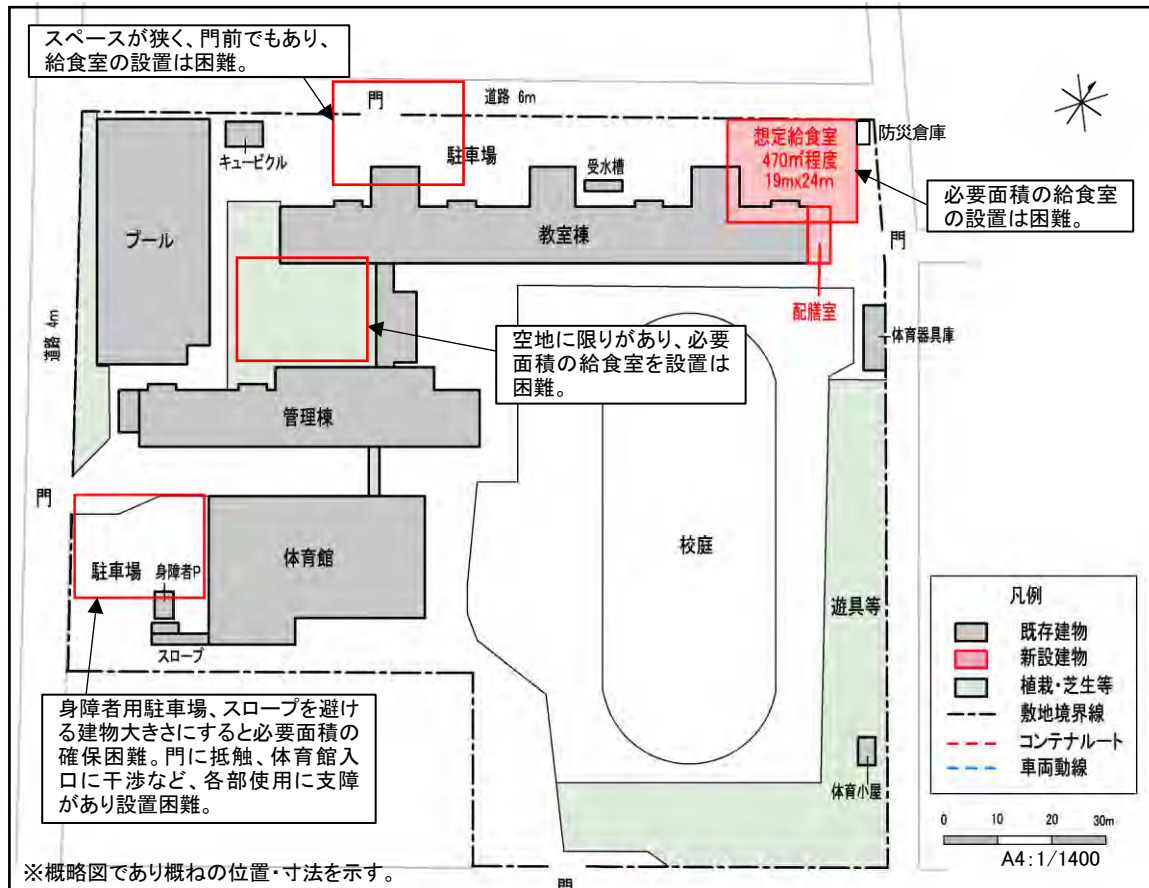 スペースが狭く、門前でもあり、
給食室の設置は困難。
門
道路 6m
駐車場
キュービクル
受水槽
想定給食室
470㎡程度
19mx24m
防災倉庫
必要面積の給食室
の設置は困難。
プール
教室棟
門
配膳室
道路 4m
体育器具庫
空地に限りがあり、必要
面積の給食室を設置は
困難。
管理棟
門
駐車場
身障者P
体育館
スロープ
校庭
遊具等
体育小屋
身障者用駐車場、スロープを避け
る建物大きさにすると必要面積の
確保困難。門に抵触、体育館入
口に干渉など、各部使用に支障
があり設置困難。
凡例
既存建物
新設建物
植栽・芝生等
敷地境界線
コンテナルート
車両動線
0 10 20 30m
A4:1/1400
※概略図であり概ねの位置・寸法を示す。
門